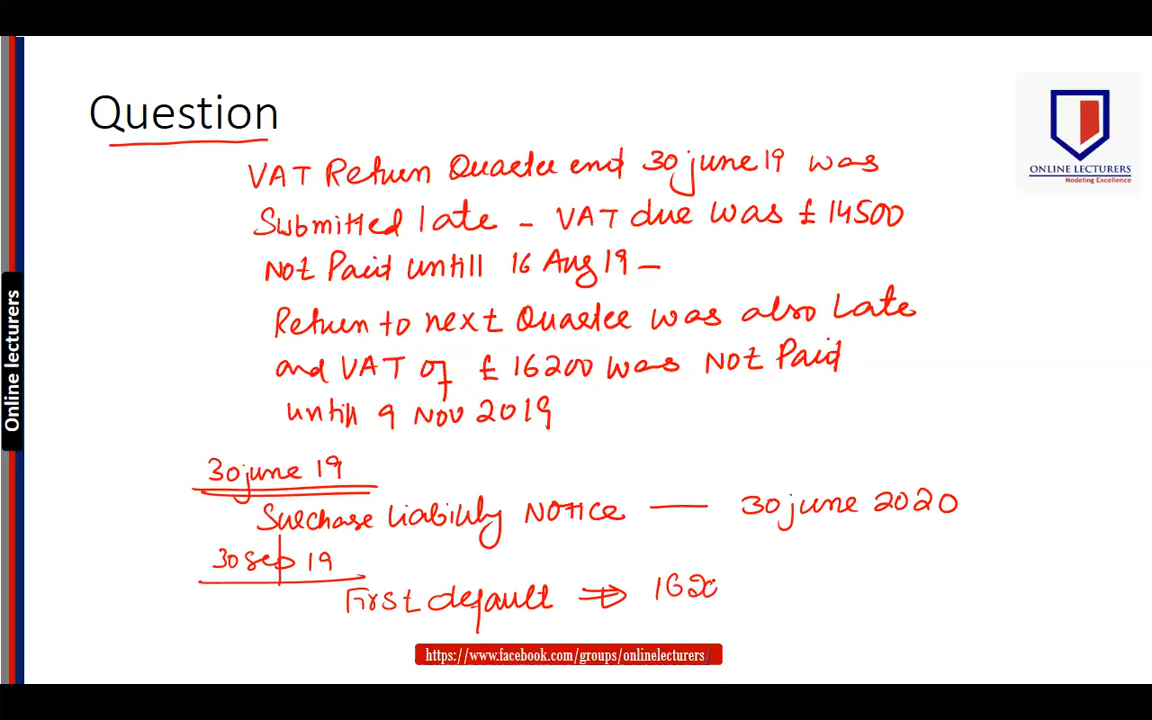 Question
ONLINE LECTURERS
Modeling Excellence
VAT Return Quarter end 30 june 19 was
Submitted late - VAT due was £ 14500
Not Paid untill 16 Aug 19 -
Return to next Quarter was also Late
and VAT of £ 16200 was Not Paid
untill 9 Nov 2019
30 june 19
Surchase liability Notice — 30 june 2020
30 Sep 19
First default ⇒ 1620
https://www.facebook.com/groups/onlinelecturers/
Online lecturers